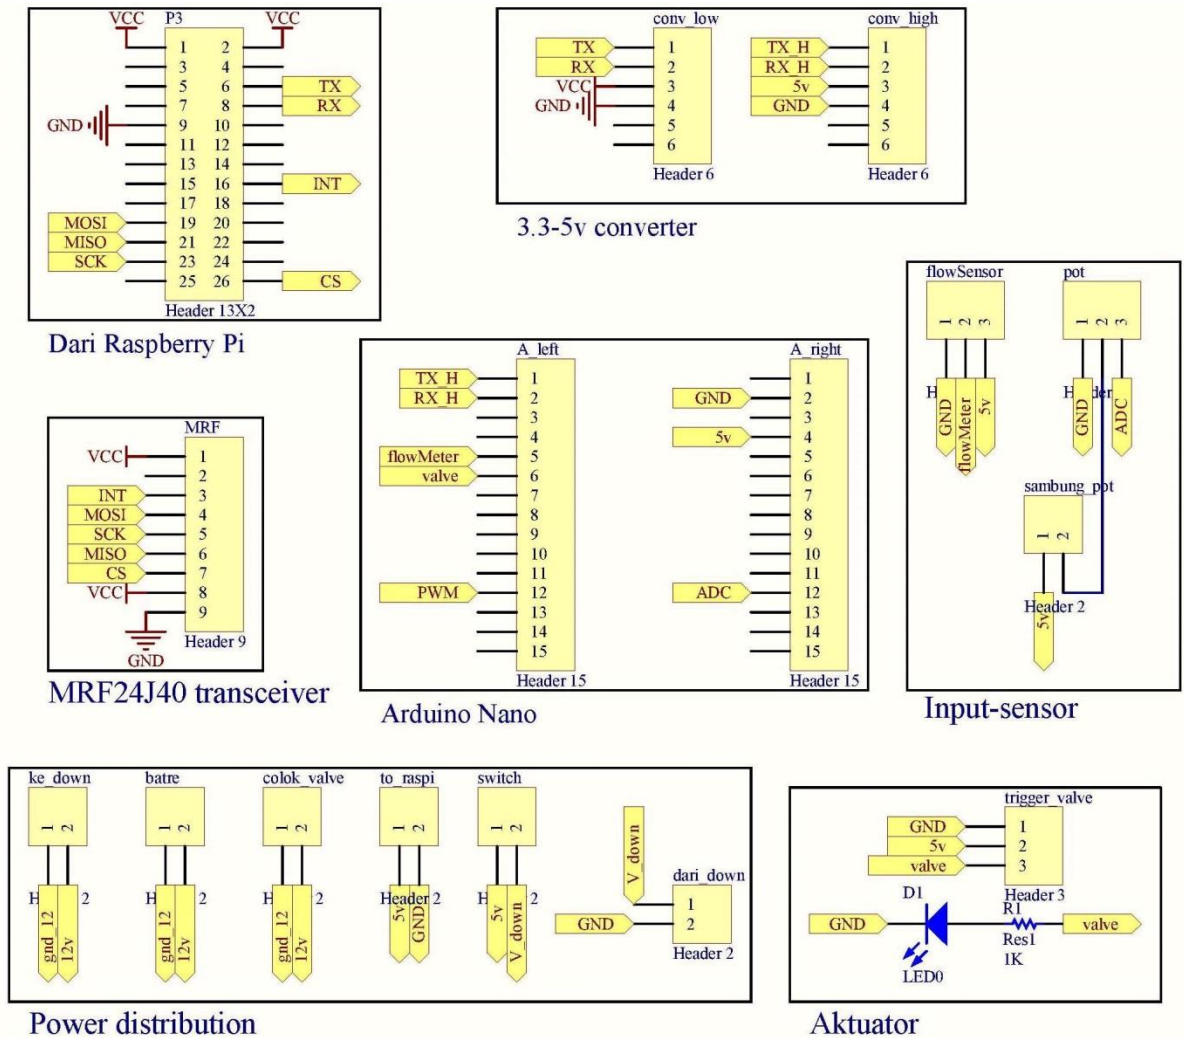 VCC P3 VCC
1 2
3 4
5 6 TX
7 8 RX
GND 9 10
11 12
13 14
15 16 INT
17 18
MOSI 19 20
MISO 21 22
SCK 23 24
25 26 CS
Header 13X2
Dari Raspberry Pi
conv_low conv_high
TX 1 TX_H 1
RX 2 RX_H 2
VCC 3 5v 3
GND 4 GND 4
5 5
6 6
Header 6 Header 6
3.3-5v converter
MRF
VCC 1
2
INT 3
MOSI 4
SCK 5
MISO 6
CS 7
VCC 8
9
GND Header 9
MRF24J40 transceiver
A_left A_right
TX_H 1 1
RX_H 2 GND 2
3 3
4 5v 4
flowMeter 5 5
valve 6 6
7 7
8 8
9 9
10 10
11 11
PWM 12 ADC 12
13 13
14 14
15 15
Header 15 Header 15
Arduino Nano
flowSensor pot
1 2 3 1 2 3
GND flowMeter 5v GND ADC
sambung_pot
1 2
Header 2
5v
Input-sensor
ke_down batre colok_valve to_raspi switch
1 2 1 2 1 2 1 2 1 2
Header 2
gnd_12 12v gnd_12 12v gnd_12 12v 5v GND 5v V_down
V_down
dari_down
1
GND 2
Header 2
Power distribution
trigger_valve
GND 1
5v 2
valve 3
Header 3
D1 R1
GND valve
Res1
LED0 1K
Aktuator